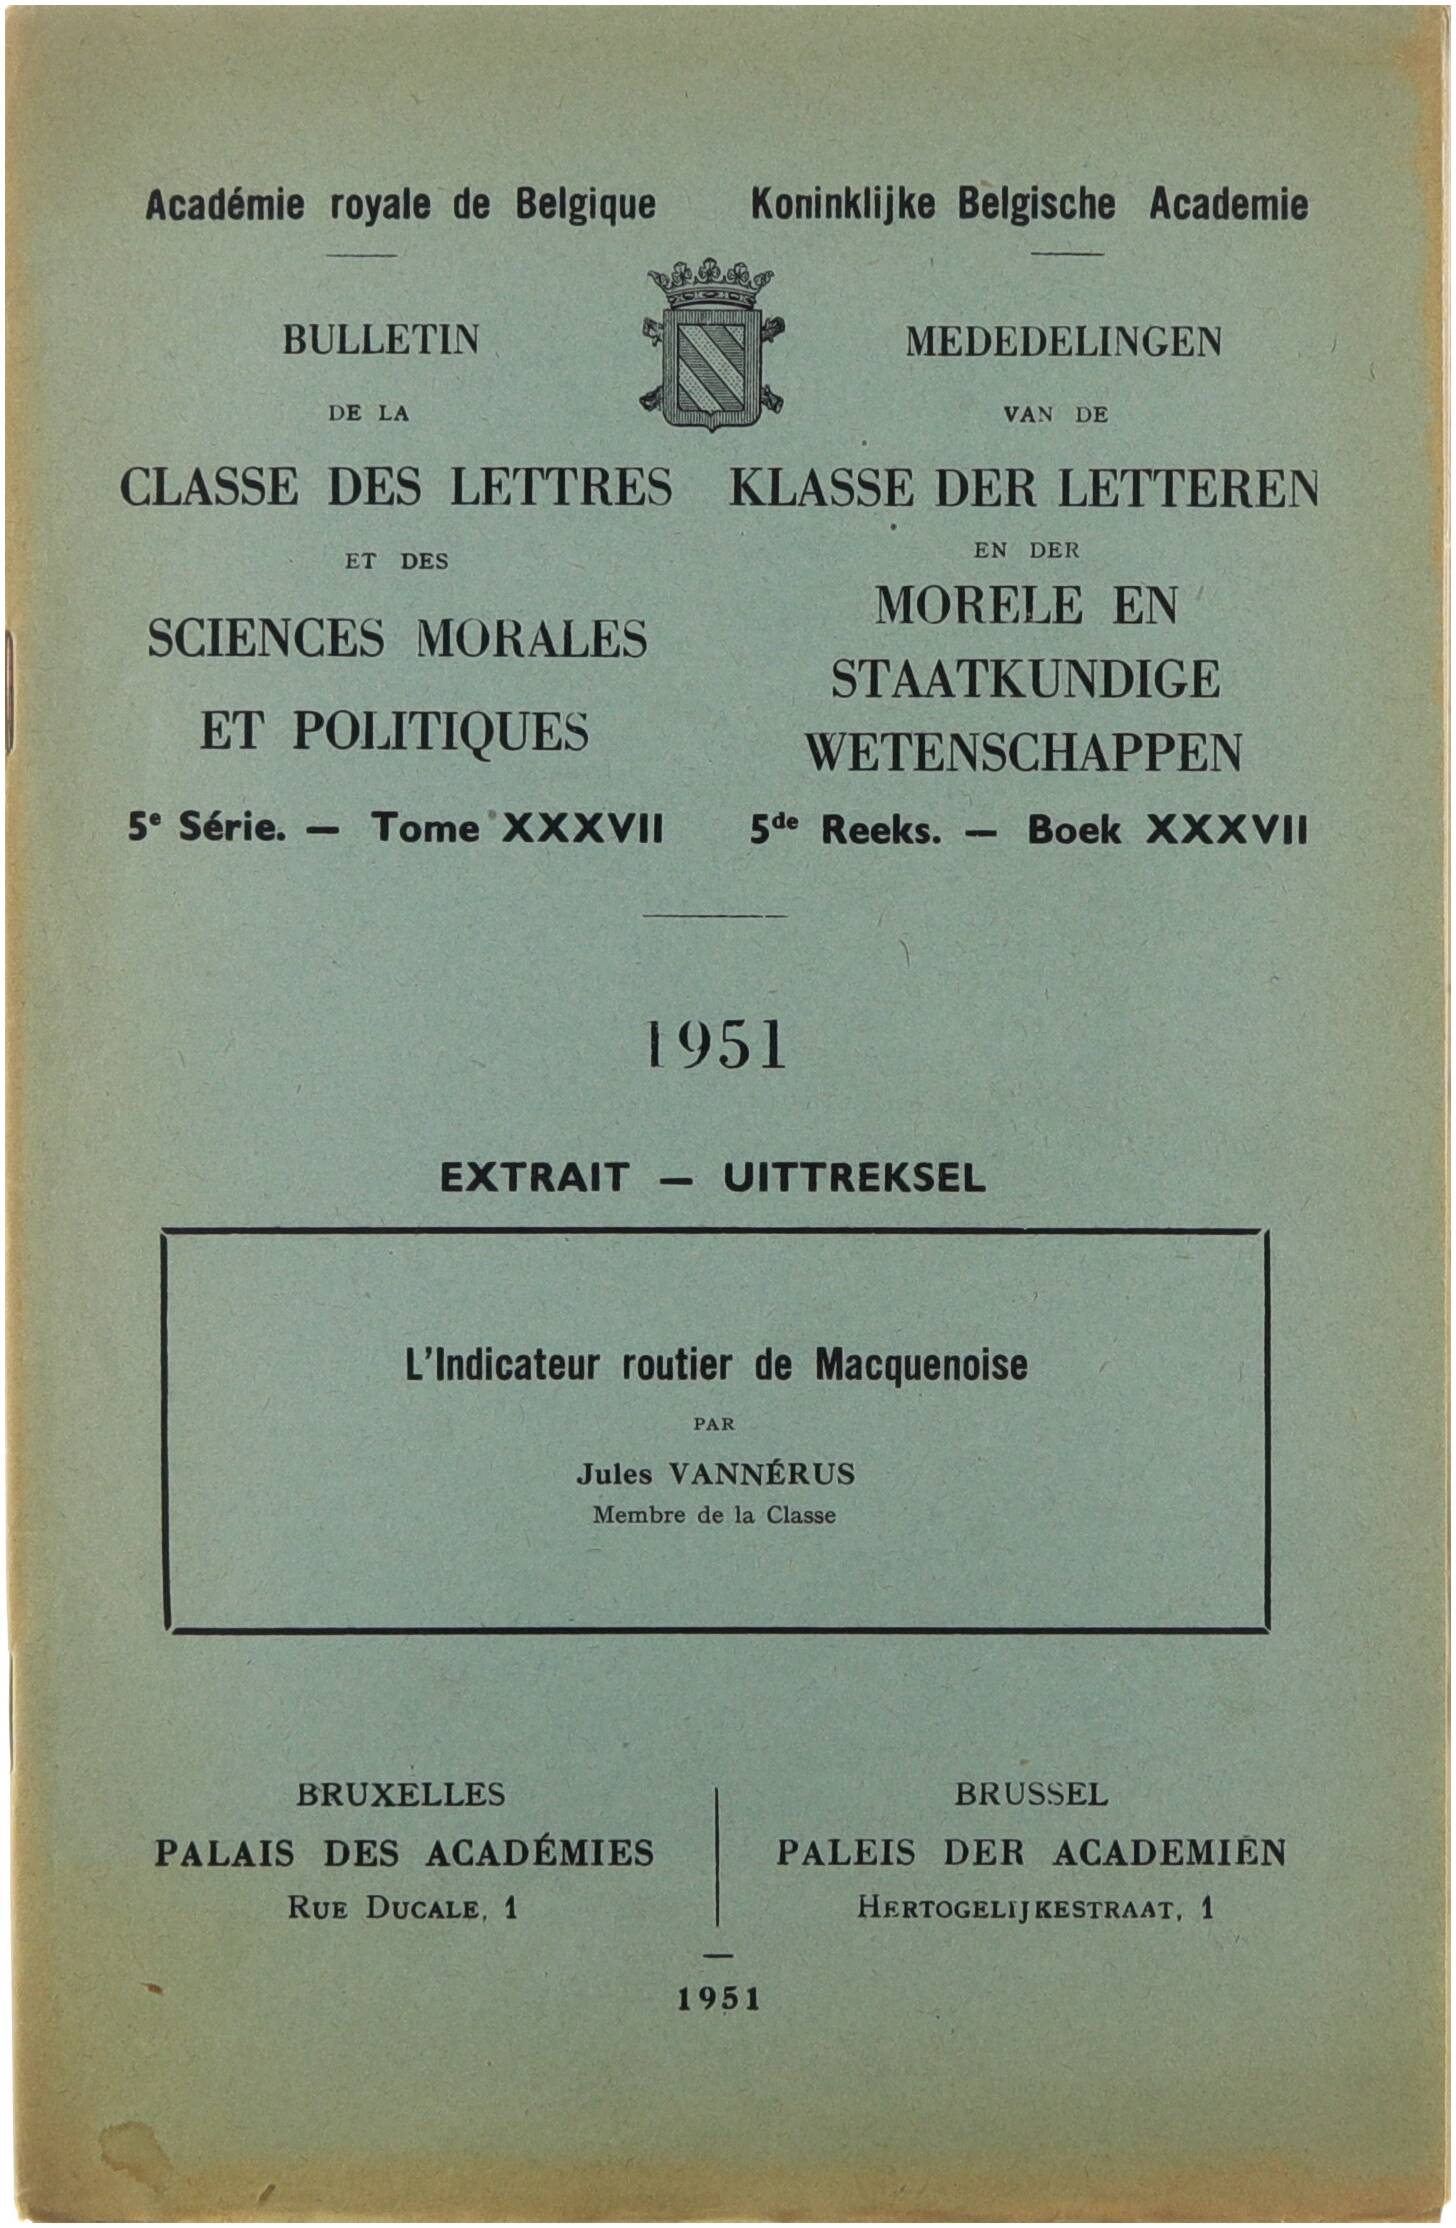 Académie royale de Belgique
BULLETIN
DE LA
CLASSE DES LETTRES
ET DES
SCIENCES MORALES
ET POLITIQUES
5e Série. — Tome XXXVII
Koninklijke Belgische Academie
MEDEDELINGEN
VAN DE
KLASSE DER LETTEREN
EN DER
MORELE EN
STAATKUNDIGE
WETENSCHAPPEN
5de Reeks. — Boek XXXVII
1951
EXTRAIT — UITTREKSEL
L'Indicateur routier de Macquenoise
PAR
Jules VANNÉRUS
Membre de la Classe
BRUXELLES
PALAIS DES ACADÉMIES
RUE DUCALE, 1
BRUSSEL
PALEIS DER ACADEMIËN
HERTOGELIJKESTRAAT, 1
1951